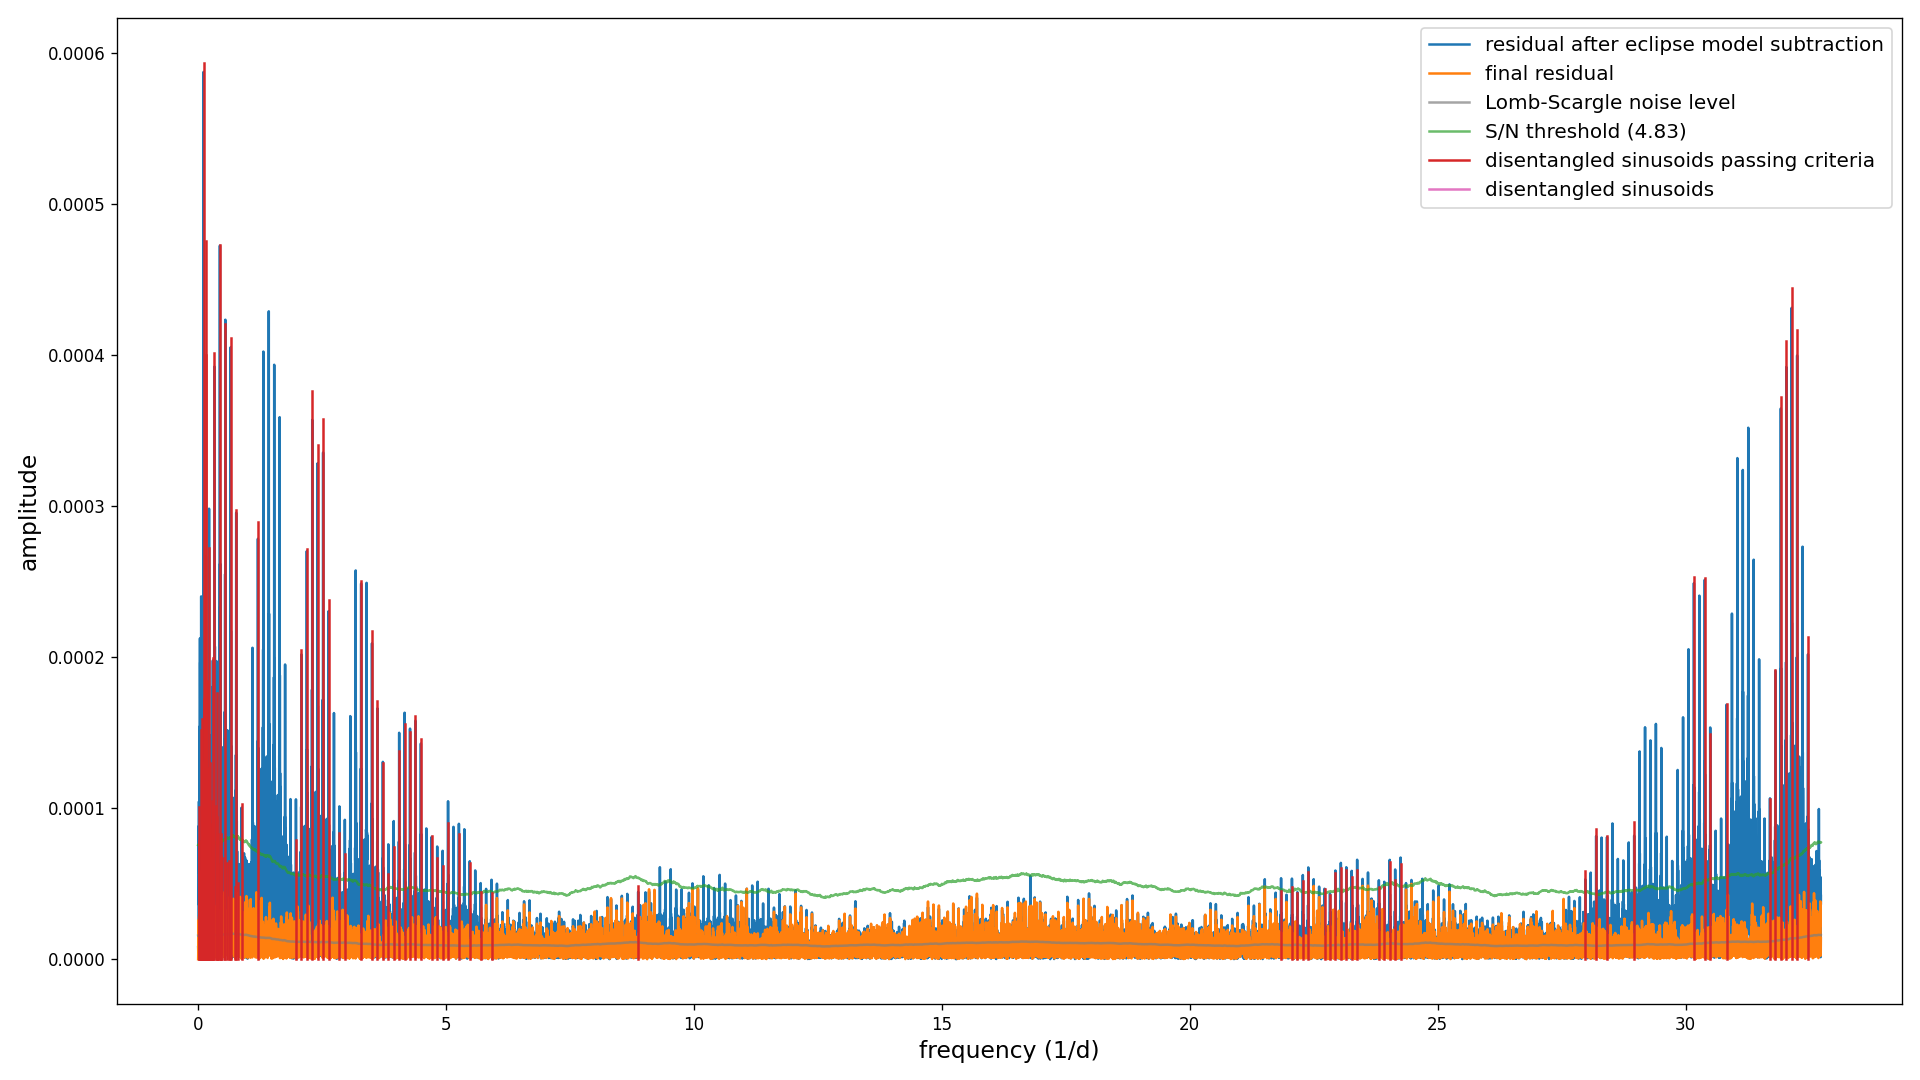 residual after eclipse model subtraction
final residual
Lomb-Scargle noise level
S/N threshold (4.83)
disentangled sinusoids passing criteria
disentangled sinusoids
amplitude
0.0006
0.0005
0.0004
0.0003
0.0002
0.0001
0.0000
0 5 10 15 20 25 30
frequency (1/d)